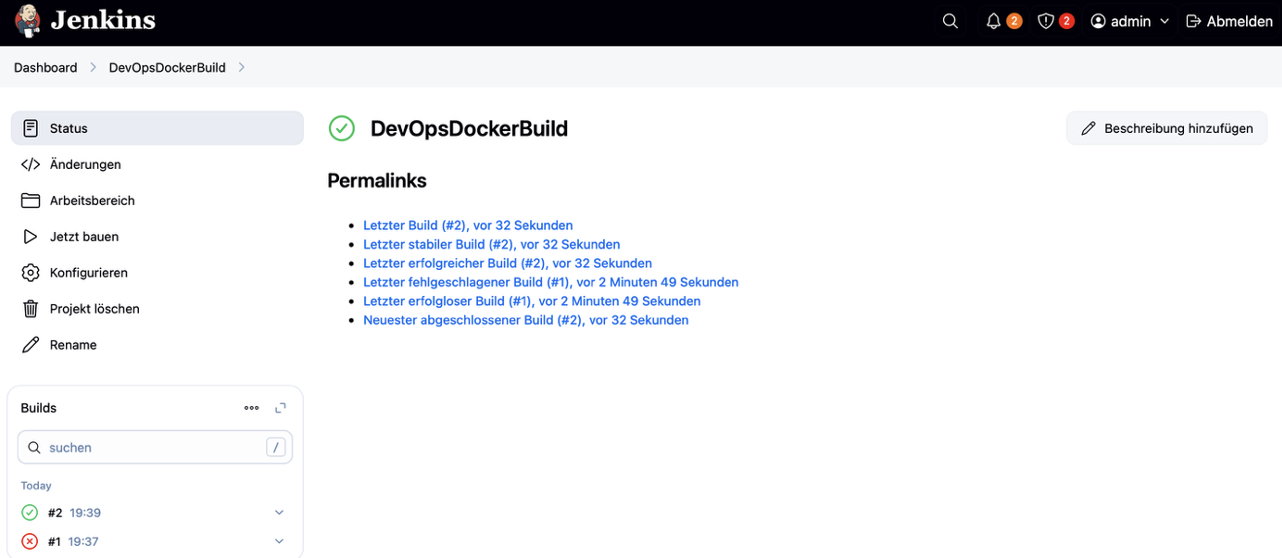 Jenkins
2
2
admin
Abmelden
Dashboard
DevOpsDockerBuild
Status
Änderungen
Arbeitsbereich
Jetzt bauen
Konfigurieren
Projekt löschen
Rename
Builds
suchen
/
Today
#2 19:39
#1 19:37
DevOpsDockerBuild
Beschreibung hinzufügen
Permalinks
Letzter Build (#2), vor 32 Sekunden
Letzter stabiler Build (#2), vor 32 Sekunden
Letzter erfolgreicher Build (#2), vor 32 Sekunden
Letzter fehlgeschlagener Build (#1), vor 2 Minuten 49 Sekunden
Letzter erfolgloser Build (#1), vor 2 Minuten 49 Sekunden
Neuester abgeschlossener Build (#2), vor 32 Sekunden